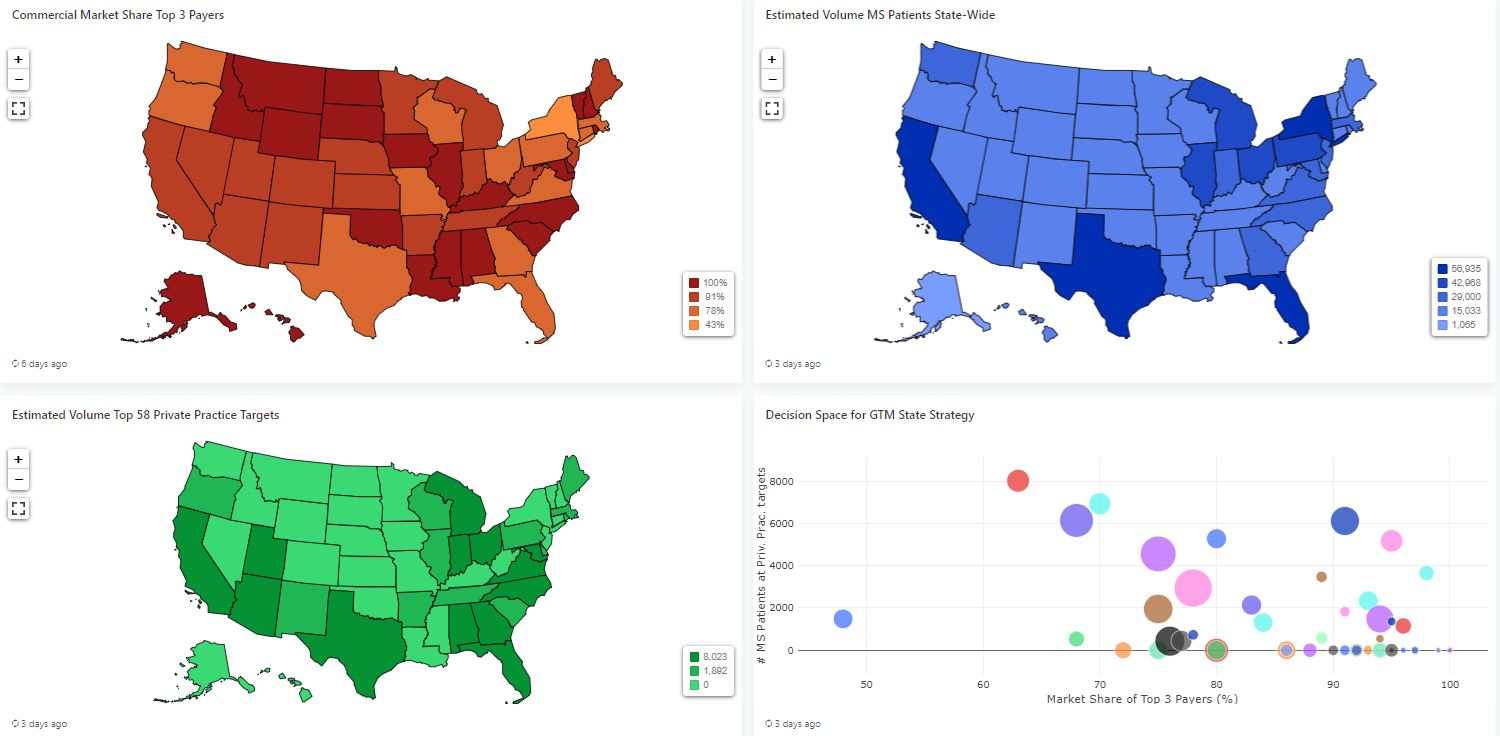 Commercial Market Share Top 3 Payers
+
−
100%
91%
78%
43%
6 days ago
Estimated Volume MS Patients State-Wide
+
−
56,935
42,968
29,000
15,033
1,065
3 days ago
Estimated Volume Top 58 Private Practice Targets
+
−
8,023
1,892
0
3 days ago
Decision Space for GTM State Strategy
# MS Patients at Priv. Prac. targets
8000
6000
4000
2000
0
50 60 70 80 90 100
Market Share of Top 3 Payers (%)
3 days ago